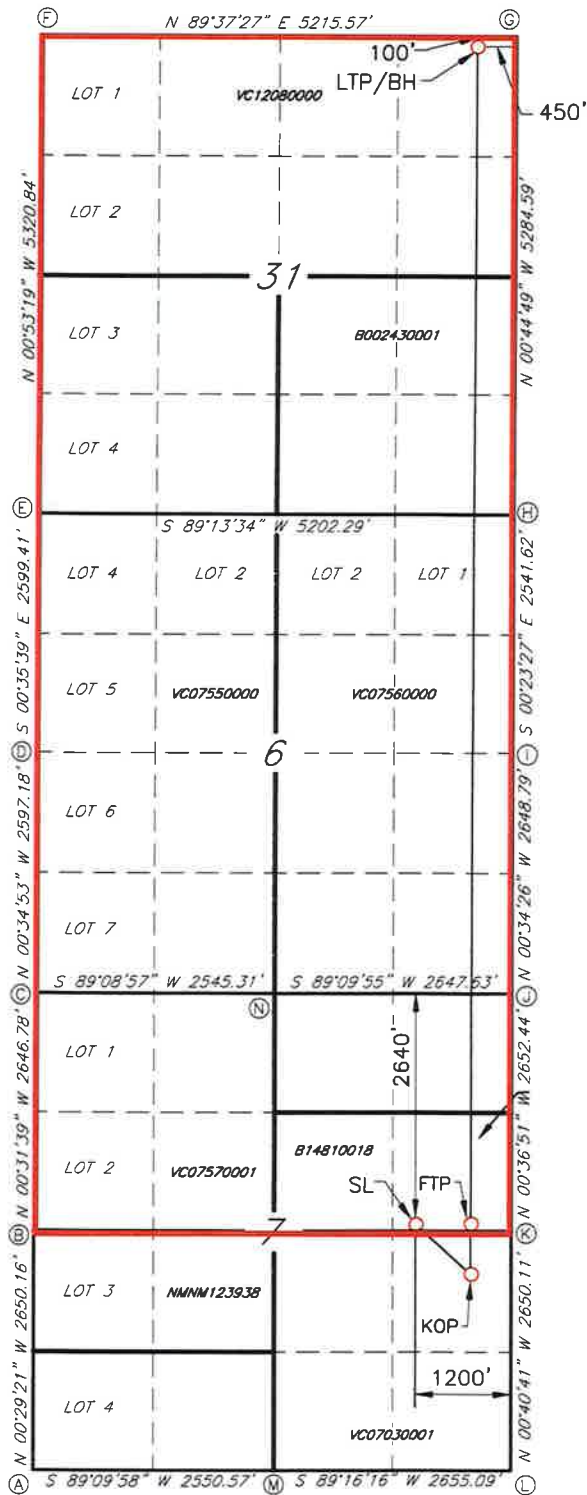 F N 89°37'27" E 5215.57' G
100'
LTP/BH
450'
LOT 1 VC12080000
LOT 2
N 00°53'19" W 5320.84'
N 00°44'49" W 5284.59'
31
LOT 3 B002430001
LOT 4
E H
S 89°13'34" W 5202.29'
LOT 4 LOT 2 LOT 2 LOT 1
S 00°35'39" E 2599.41'
S 00°23'27" E 2541.62'
LOT 5 VC07550000 VC07560000
D 6 I
LOT 6
N 00°34'53" W 2597.18'
N 00°34'26" W 2648.79'
LOT 7
S 89°08'57" W 2545.31' S 89°09'55" W 2647.63'
C N J
LOT 1
2640'
N 00°31'39" W 2646.78'
N 00°36'51" W 2652.44'
LOT 2 VC07570001 B14810018
SL FTP
B 7 K
LOT 3 NMNM123938
KOP
N 00°29'21" W 2650.16'
N 00°40'41" W 2650.11'
1200'
LOT 4
VC07030001
A S 89°09'58" W 2550.57' M S 89°16'16" W 2655.09' L